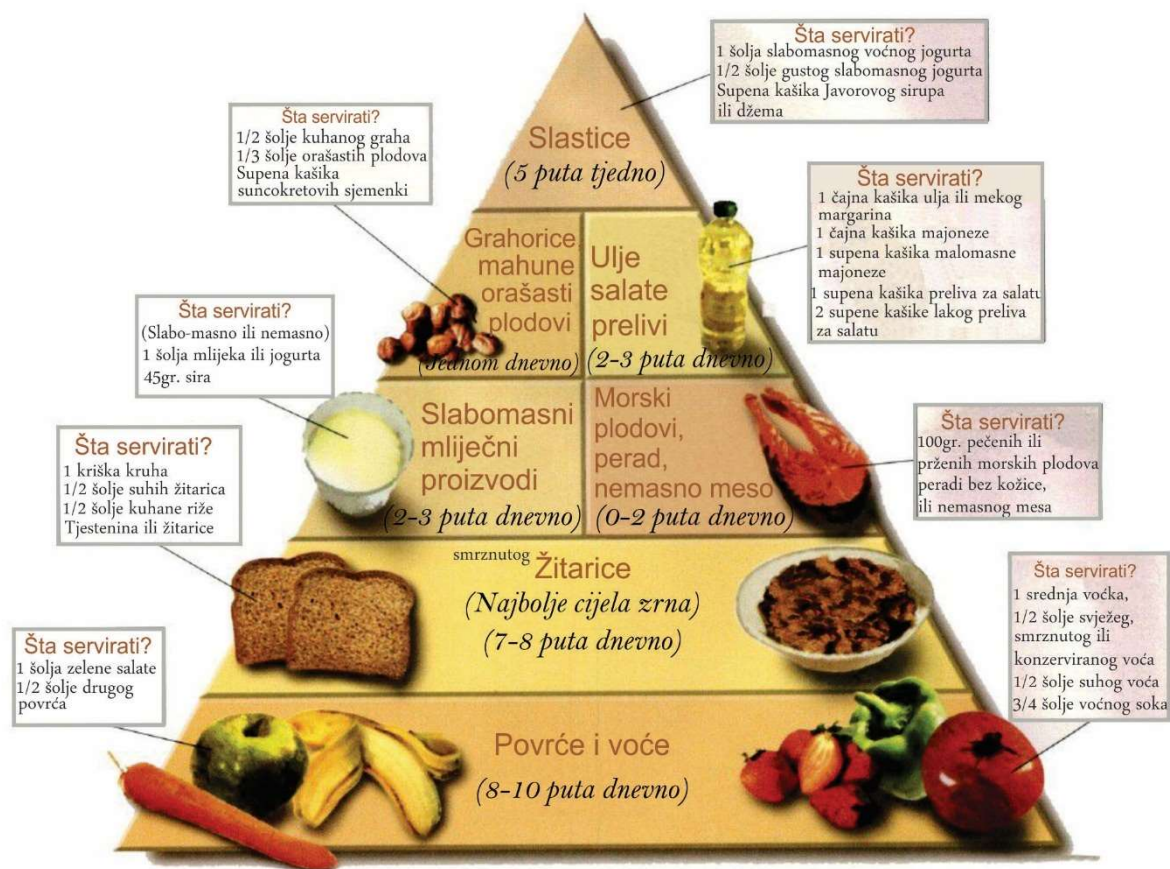 Šta servirati?
1 šolja slabomasnog voćnog jogurta
1/2 šolje gustog slabomasnog jogurta
Supena kašika Javorovog sirupa
ili džema
Slastice
(5 puta tjedno)
Šta servirati?
1/2 šolje kuhanog graha
1/3 šolje orašastih plodova
Supena kašika
suncokretovih sjemenki
Grahorice,
mahune
orašasti
plodovi
(Jednom dnevno)
Ulje
salate
prelivi
(2-3 puta dnevno)
Šta servirati?
1 čajna kašika ulja ili mekog
margarina
1 čajna kašika majoneze
1 supena kašika malomasne
majoneze
1 supena kašika preliva za salatu
2 supene kašike lakog preliva
za salatu
Šta servirati?
(Slabo-masno ili nemasno)
1 šolja mlijeka ili jogurta
45gr. sira
Slabomasni
mliječni
proizvodi
(2-3 puta dnevno)
Morski
plodovi,
perad,
nemasno meso
(0-2 puta dnevno)
Šta servirati?
100gr. pečenih ili
prženih morskih plodova
peradi bez kožice,
ili nemasnog mesa
Šta servirati?
1 kriška kruha
1/2 šolje suhih žitarica
1/2 šolje kuhane riže
Tjestenina ili žitarice
smrznutog
Žitarice
(Najbolje cijela zrna)
(7-8 puta dnevno)
Šta servirati?
1 srednja voćka,
1/2 šolje svježeg,
smrznutog ili
konzerviranog voća
1/2 šolje suhog voća
3/4 šolje voćnog soka
Šta servirati?
1 šolja zelene salate
1/2 šolje drugog
povrća
Povrće i voće
(8-10 puta dnevno)